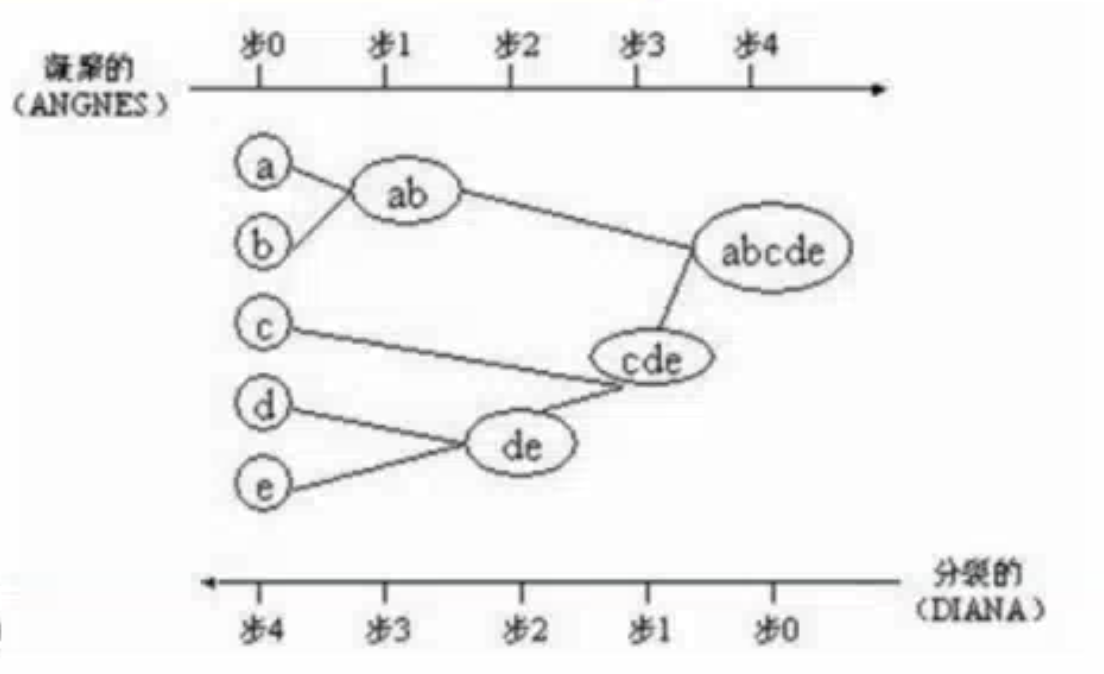 步0 步1 步2 步3 步4
凝聚的
(ANGNES)
a
ab
b
abcde
c
cde
d
de
e
分裂的
(DIANA)
步4 步3 步2 步1 步0